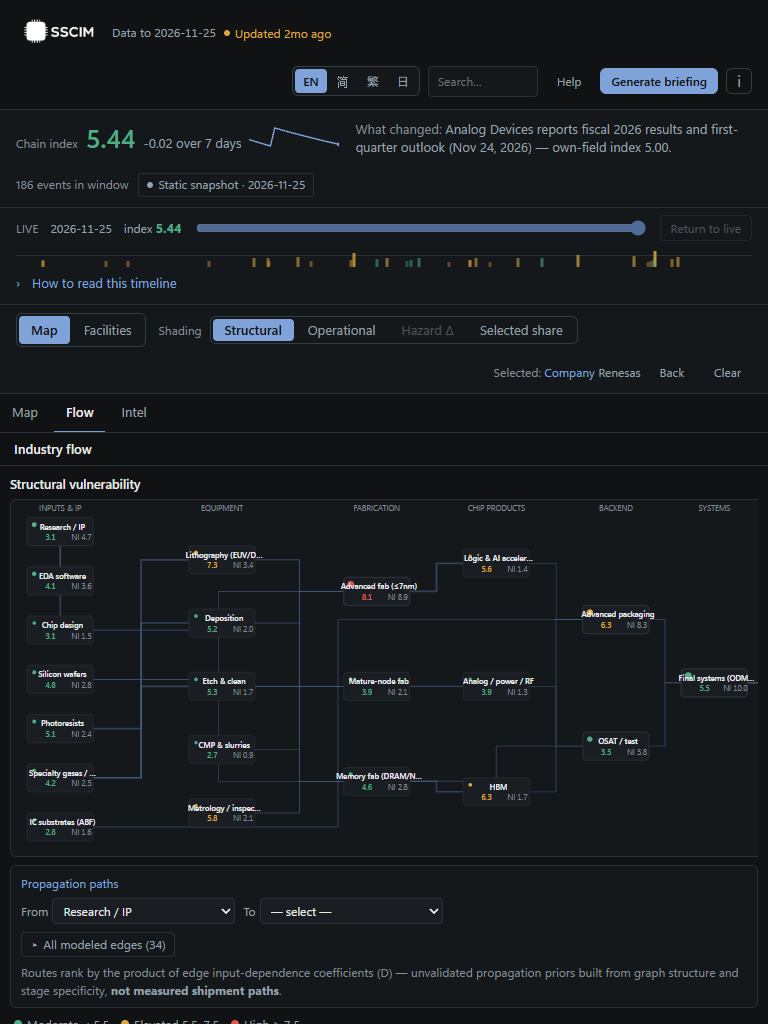 SSCIM
Data to 2026-11-25
Updated 2mo ago
EN 简 繁 日
Search...
Help
Generate briefing
i
Chain index 5.44 -0.02 over 7 days
What changed: Analog Devices reports fiscal 2026 results and first-
quarter outlook (Nov 24, 2026) — own-field index 5.00.
186 events in window
Static snapshot · 2026-11-25
LIVE 2026-11-25 index 5.44
Return to live
› How to read this timeline
Map Facilities
Shading
Structural Operational Hazard Δ Selected share
Selected: Company Renesas
Back
Clear
Map Flow Intel
Industry flow
Structural vulnerability
INPUTS & IP
EQUIPMENT
FABRICATION
CHIP PRODUCTS
BACKEND
SYSTEMS
Research / IP
3.1 NI 4.7
EDA software
4.1 NI 3.6
Chip design
3.1 NI 1.5
Silicon wafers
4.8 NI 2.8
Photoresists
5.1 NI 2.4
Specialty gases / ...
4.2 NI 2.5
IC substrates (ABF)
2.8 NI 1.6
Lithography (EUV/D...
7.3 NI 3.4
Deposition
5.2 NI 2.0
Etch & clean
5.3 NI 1.7
CMP & slurries
2.7 NI 0.9
Metrology / inspec...
5.8 NI 2.1
Advanced fab (≤7nm)
8.1 NI 8.9
Mature-node fab
3.9 NI 2.1
Memory fab (DRAM/N...
4.6 NI 2.8
Logic & AI acceler...
5.6 NI 1.4
Analog / power / RF
3.9 NI 1.3
HBM
6.3 NI 1.7
Advanced packaging
6.3 NI 8.3
OSAT / test
3.5 NI 5.8
Final systems (ODM...
5.5 NI 10.0
Propagation paths
From Research / IP To — select —
All modeled edges (34)
Routes rank by the product of edge input-dependence coefficients (D) — unvalidated propagation priors built from graph structure and
stage specificity, not measured shipment paths.